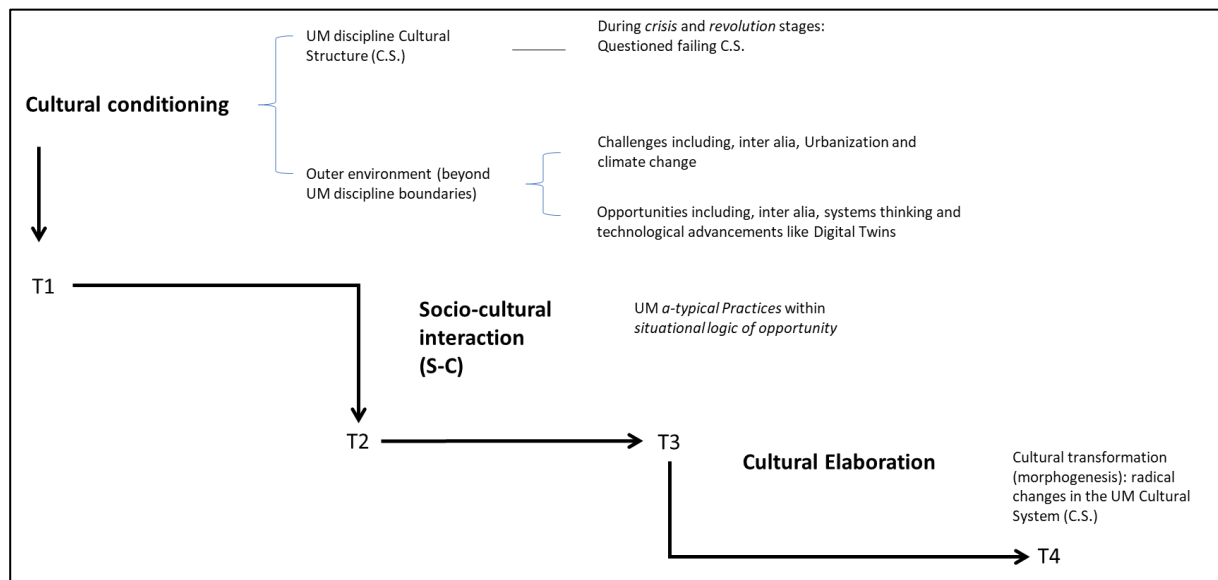 UM discipline Cultural
Structure (C.S.)
During crisis and revolution stages:
Questioned failing C.S.
Cultural conditioning
Challenges including, inter alia, Urbanization and
climate change
Outer environment (beyond
UM discipline boundaries)
Opportunities including, inter alia, systems thinking and
technological advancements like Digital Twins
T1
Socio-cultural
interaction
(S-C)
UM a-typical Practices within
situational logic of opportunity
T2
T3
Cultural Elaboration
Cultural transformation
(morphogenesis): radical
changes in the UM Cultural
System (C.S.)
T4